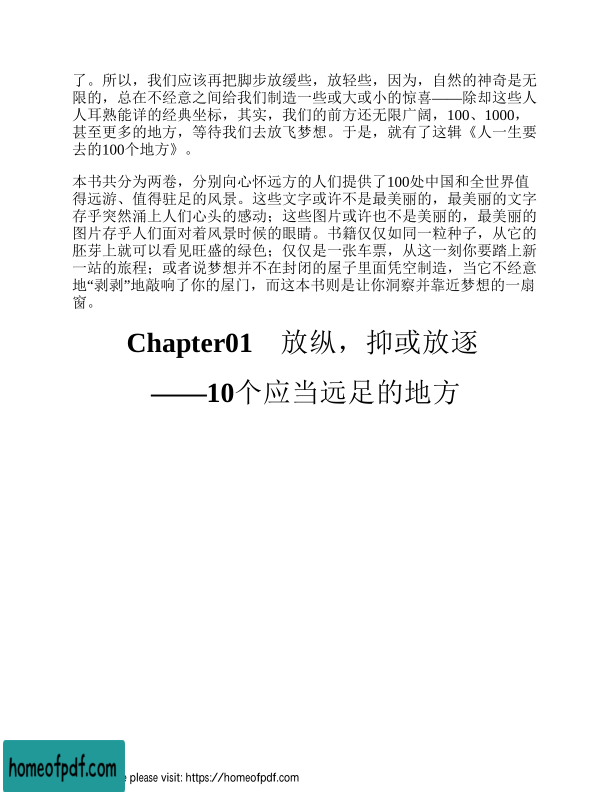 了。所以，我们应该再把脚步放缓些，放轻些，因为，自然的神奇是无
限的，总在不经意之间给我们制造一些或大或小的惊喜——除却这些人
人耳熟能详的经典坐标，其实，我们的前方还无限广阔，100、1000，
甚至更多的地方，等待我们去放飞梦想。于是，就有了这辑《人一生要
去的100个地方》。
本书共分为两卷，分别向心怀远方的人们提供了100处中国和全世界值
得远游、值得驻足的风景。这些文字或许不是最美丽的，最美丽的文字
存乎突然涌上人们心头的感动；这些图片或许也不是美丽的，最美丽的
图片存乎人们面对着风景时候的眼睛。书籍仅仅如同一粒种子，从它的
胚芽上就可以看见旺盛的绿色；仅仅是一张车票，从这一刻你要踏上新
一站的旅程；或者说梦想并不在封闭的屋子里面凭空制造，当它不经意
地“剥剥”地敲响了你的屋门，而这本书则是让你洞察并靠近梦想的一扇
窗。
Chapter01 放纵，抑或放逐
——10个应当远足的地方
homeofpdf.com
e please visit: https://homeofpdf.com